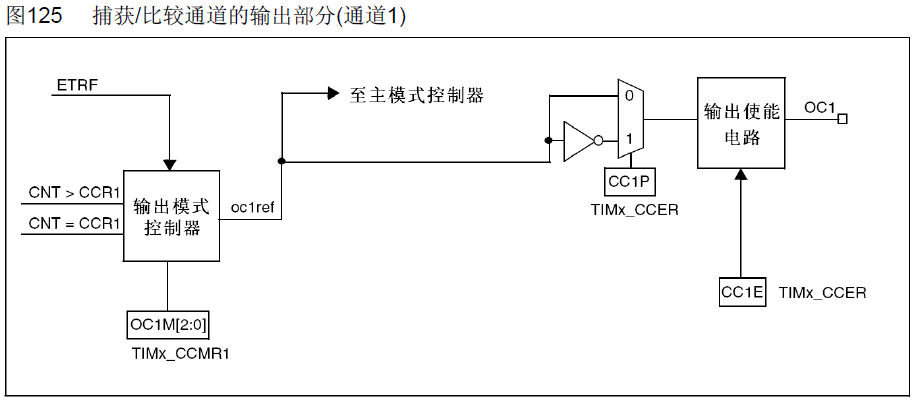 图125 捕获/比较通道的输出部分(通道1)
ETRF
至主模式控制器
0
1
输出使能
电路
OC1
CNT > CCR1
CNT = CCR1
输出模式
控制器
oc1ref
CC1P
TIMx_CCER
CC1E
TIMx_CCER
OC1M[2:0]
TIMx_CCMR1